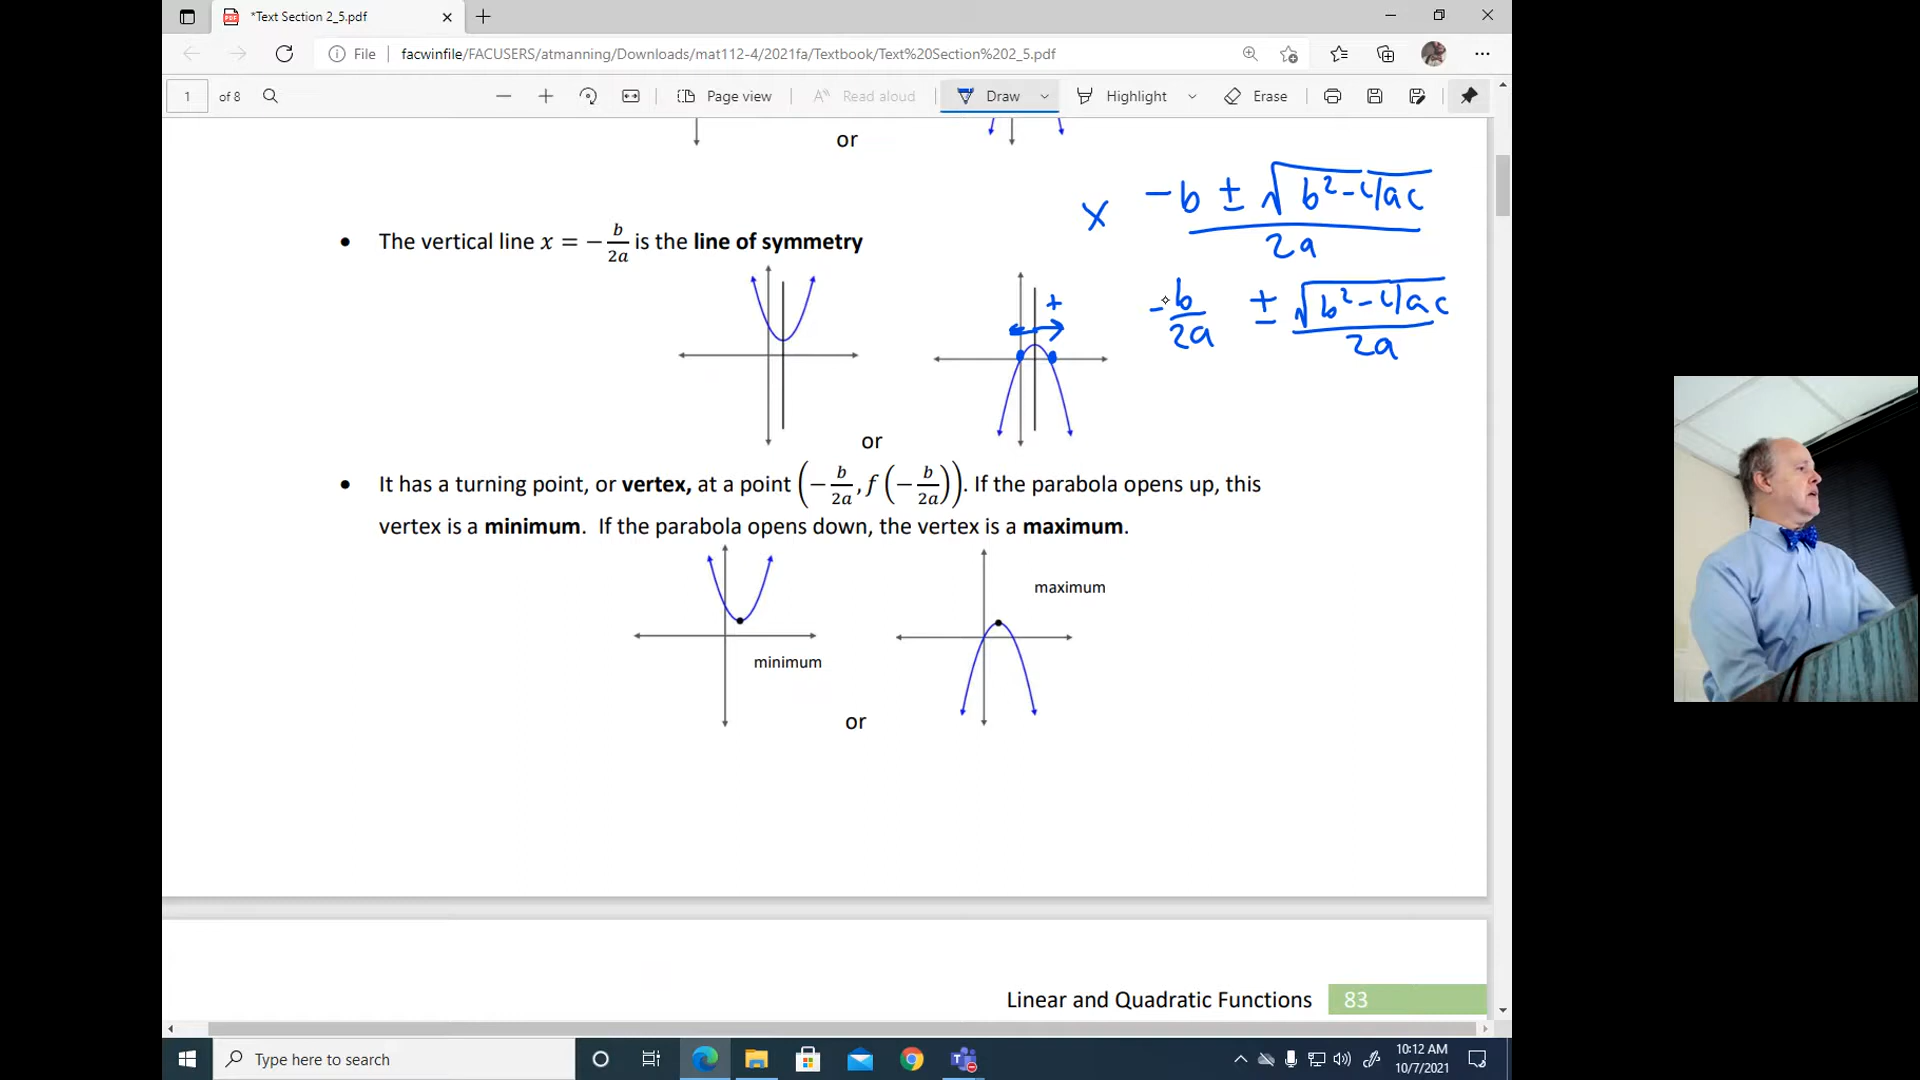 *Text Section 2_5.pdf
File facwinfile/FACUSERS/atmanning/Downloads/mat112-4/2021fa/Textbook/Text%20Section%202_5.pdf
1 of 8 Page view Read aloud Draw Highlight Erase
or
x −b ± √(b²−4ac) / 2a
• The vertical line x = −b/2a is the line of symmetry
+
−b/2a ± √(b²−4ac) / 2a
or
• It has a turning point, or vertex, at a point (−b/2a, f(−b/2a)). If the parabola opens up, this
vertex is a minimum. If the parabola opens down, the vertex is a maximum.
maximum
minimum
or
Linear and Quadratic Functions 83
Type here to search
10:12 AM
10/7/2021